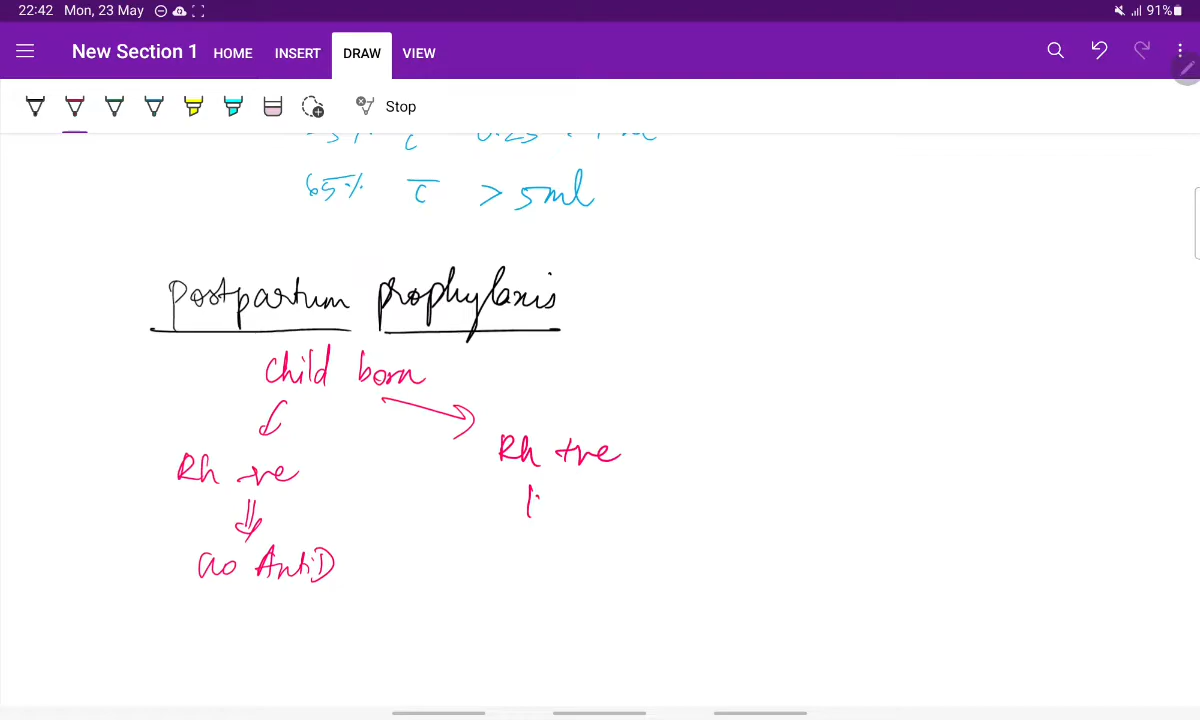 22:42 Mon, 23 May 91%
New Section 1 HOME INSERT DRAW VIEW
Stop
65% c̅ > 5ml
Postpartum prophylaxis
Child born
Rh -ve
Rh +ve
no AntiD